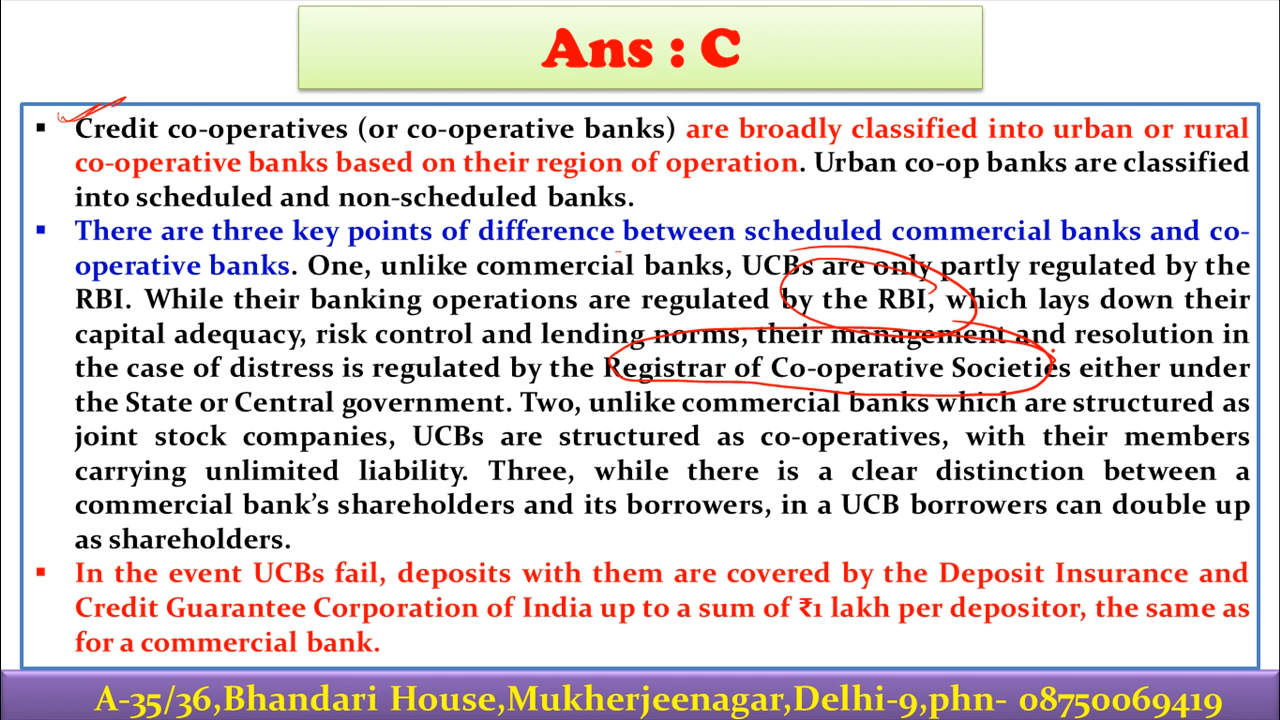 Ans : C
▪ Credit co-operatives (or co-operative banks) are broadly classified into urban or rural
co-operative banks based on their region of operation. Urban co-op banks are classified
into scheduled and non-scheduled banks.
▪ There are three key points of difference between scheduled commercial banks and co-
operative banks. One, unlike commercial banks, UCBs are only partly regulated by the
RBI. While their banking operations are regulated by the RBI, which lays down their
capital adequacy, risk control and lending norms, their management and resolution in
the case of distress is regulated by the Registrar of Co-operative Societies either under
the State or Central government. Two, unlike commercial banks which are structured as
joint stock companies, UCBs are structured as co-operatives, with their members
carrying unlimited liability. Three, while there is a clear distinction between a
commercial bank’s shareholders and its borrowers, in a UCB borrowers can double up
as shareholders.
▪ In the event UCBs fail, deposits with them are covered by the Deposit Insurance and
Credit Guarantee Corporation of India up to a sum of ₹1 lakh per depositor, the same as
for a commercial bank.
A-35/36,Bhandari House,Mukherjeenagar,Delhi-9,phn- 08750069419